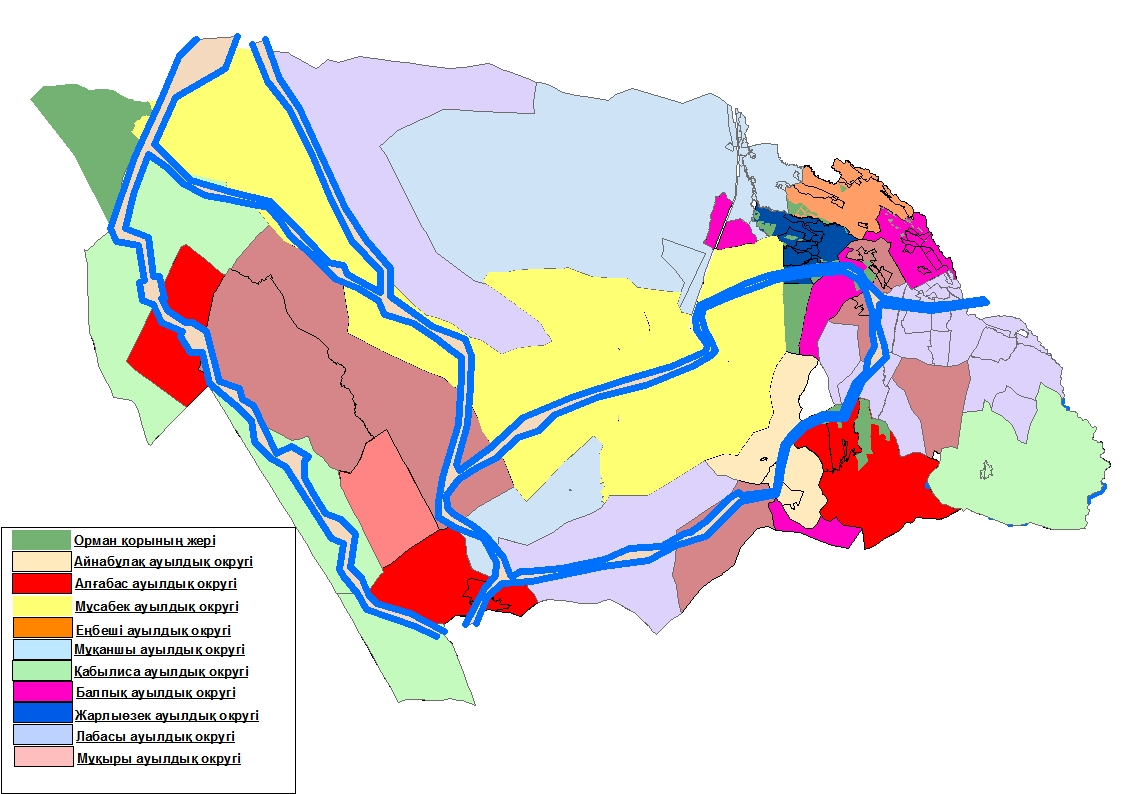 Орман қорының жері
Айнабұлақ ауылдық округі
Алғабас ауылдық округі
Мұсабек ауылдық округі
Еңбеші ауылдық округі
Мұқаншы ауылдық округі
Қабылиса ауылдық округі
Балпық ауылдық округі
Жарлыөзек ауылдық округі
Лабасы ауылдық округі
Мұқыры ауылдық округі